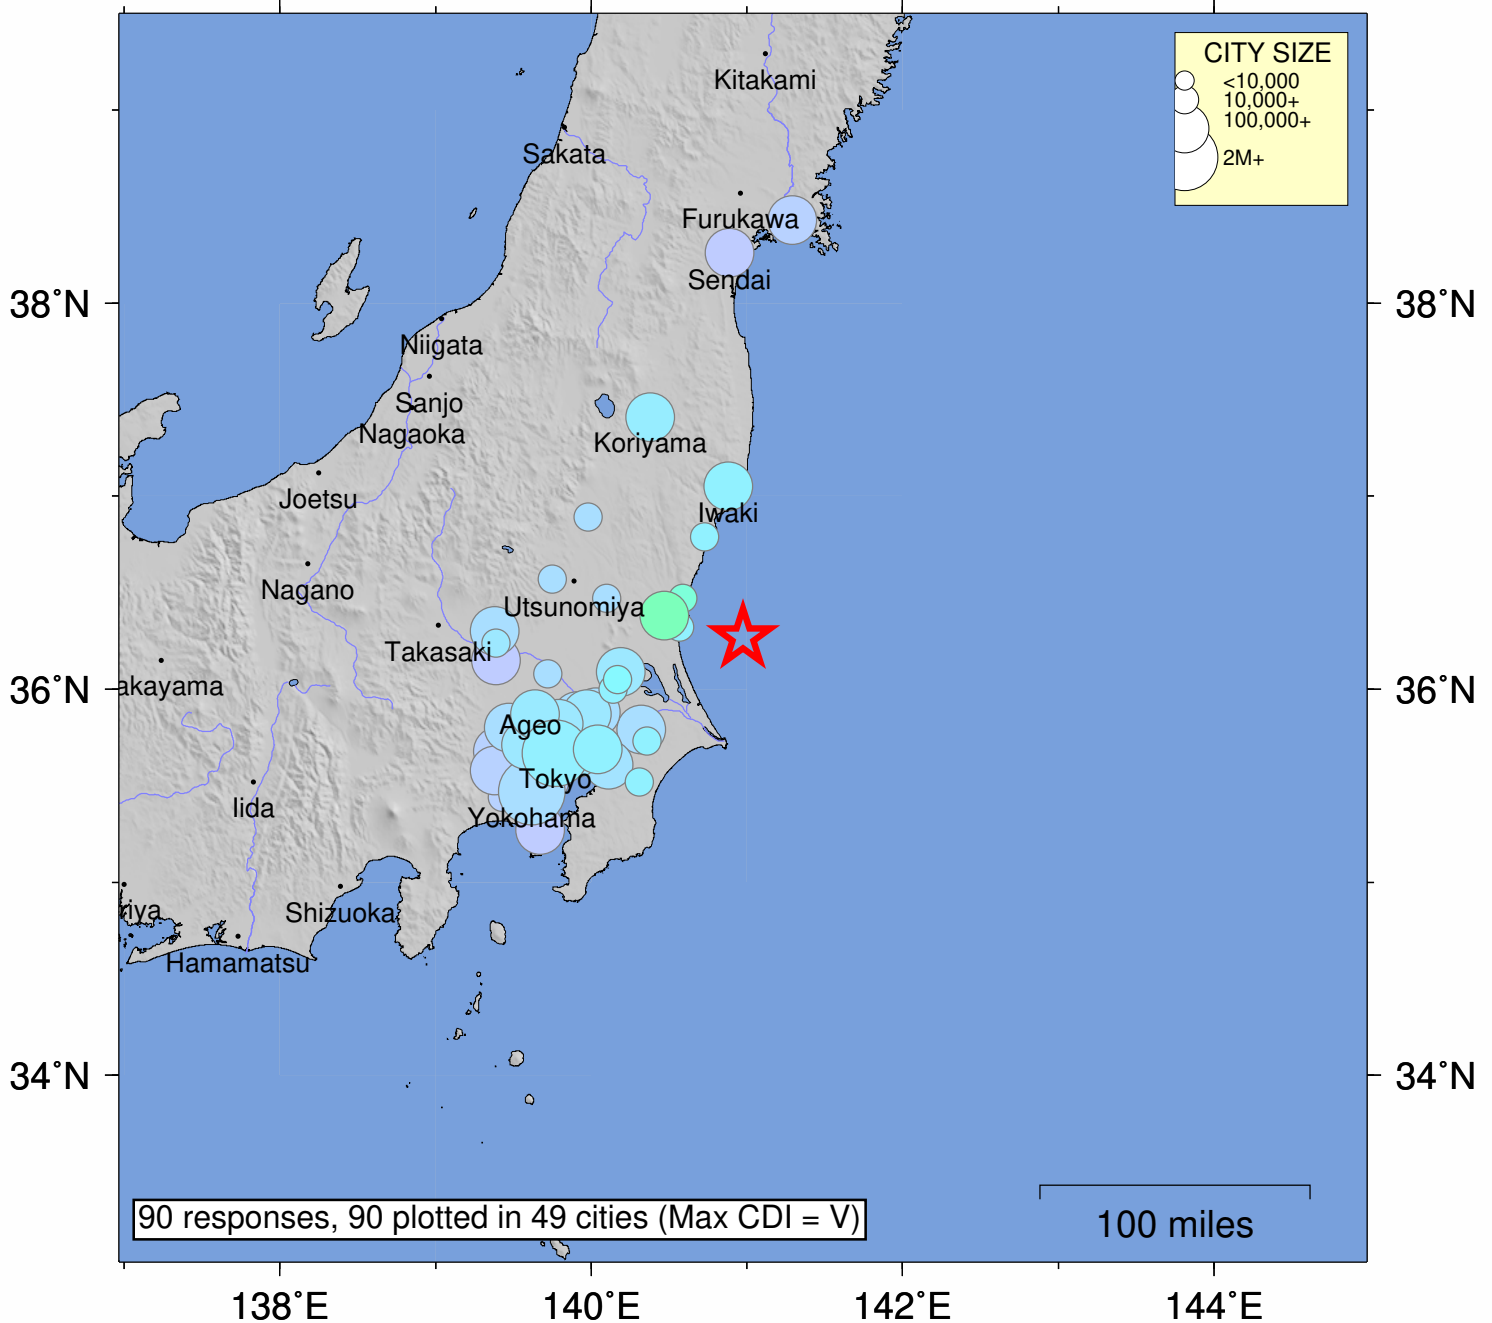 CITY SIZE
<10,000
10,000+
100,000+
2M+
Kitakami
Sakata
Furukawa
Sendai
38˚N
38˚N
Niigata
Sanjo
Nagaoka
Koriyama
Joetsu
Iwaki
Nagano
Utsunomiya
Takasaki
akayama
36˚N
36˚N
Ageo
Tokyo
Iida
Yokohama
riya
Shizuoka
Hamamatsu
34˚N
34˚N
90 responses, 90 plotted in 49 cities (Max CDI = V)
100 miles
138˚E
140˚E
142˚E
144˚E